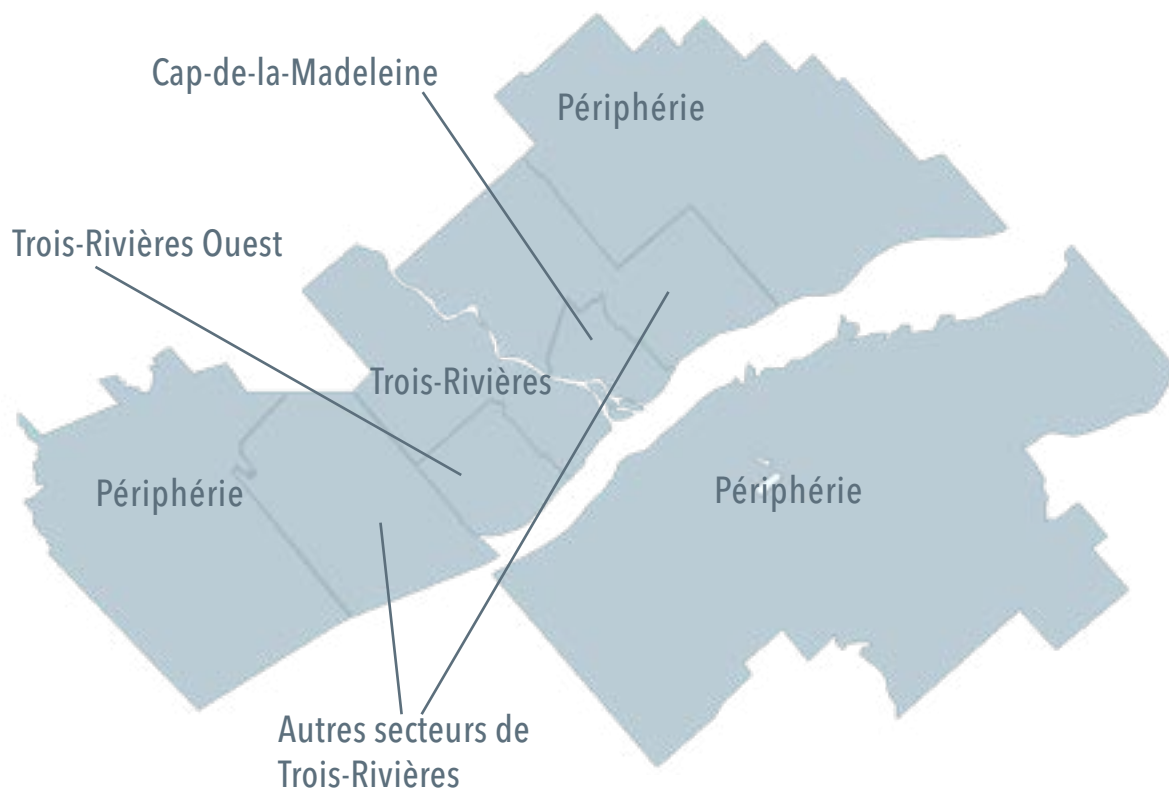 Cap-de-la-Madeleine
Périphérie
Trois-Rivières Ouest
Trois-Rivières
Périphérie
Périphérie
Autres secteurs de
Trois-Rivières